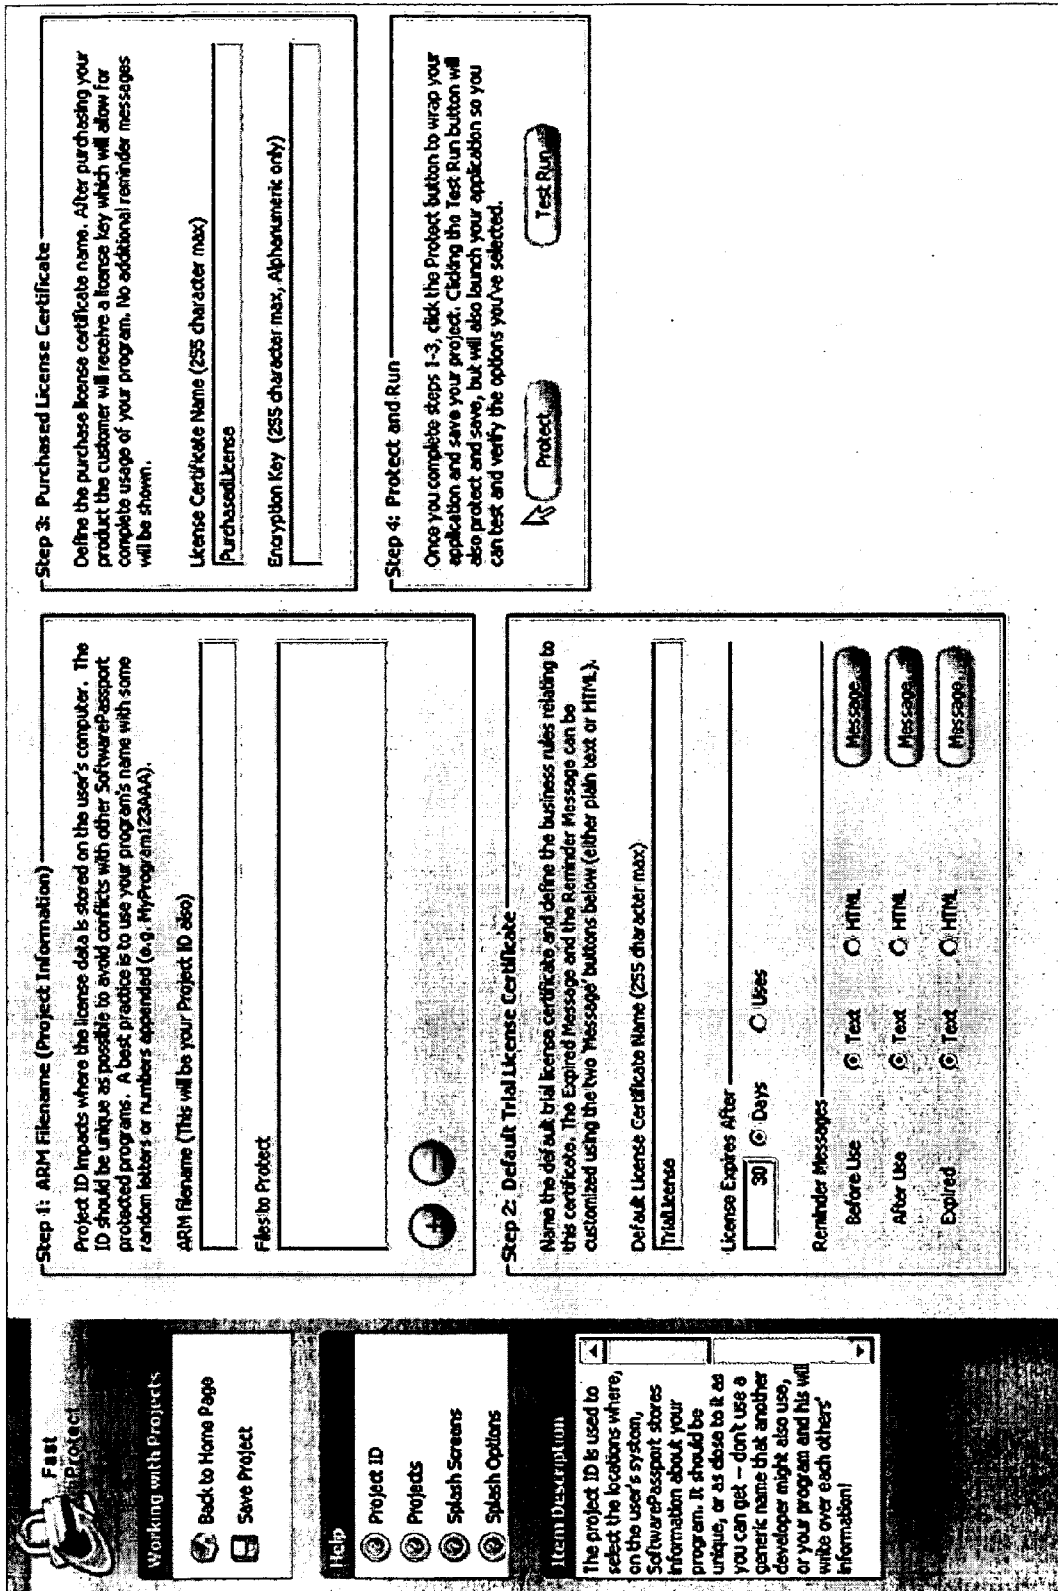 Fast
Protect
Working with Projects
Back to Home Page
Save Project
Help
Project ID
Projects
Splash Screens
Splash Options
Item Description
The project ID is used to
select the locations where,
on the user's system,
SoftwarePassport stores
information about your
program. It should be
unique, or as close to it as
you can get – don't use a
generic name that another
developer might also use,
or your program and his will
write over each others'
information!
Step 1: ARM Filename (Project Information)
Project ID impacts where the license data is stored on the user's computer. The
ID should be unique as possible to avoid conflicts with other SoftwarePassport
protected programs. A best practice is to use your program's name with some
random letters or numbers appended (e.g. MyProgram123AAA).
ARM filename (This will be your Project ID also)
Files to Protect
+ −
Step 2: Default Trial License Certificate
Name the default trial license certificate and define the business rules relating to
this certificate. The Expired Message and the Reminder Message can be
customized using the two 'Message' buttons below (either plain text or HTML).
Default License Certificate Name (255 character max)
TrialLicense
License Expires After
30 Days Uses
Reminder Messages
Before Use Text HTML Message...
After Use Text HTML Message...
Expired Text HTML Message...
Step 3: Purchased License Certificate
Define the purchase license certificate name. After purchasing your
product the customer will receive a license key which will allow for
complete usage of your program. No additional reminder messages
will be shown.
License Certificate Name (255 character max)
PurchasedLicense
Encryption Key (255 character max, Alphanumeric only)
Step 4: Protect and Run
Once you complete steps 1-3, click the Protect button to wrap your
application and save your project. Clicking the Test Run button will
also protect and save, but will also launch your application so you
can test and verify the options you've selected.
Protect... Test Run...